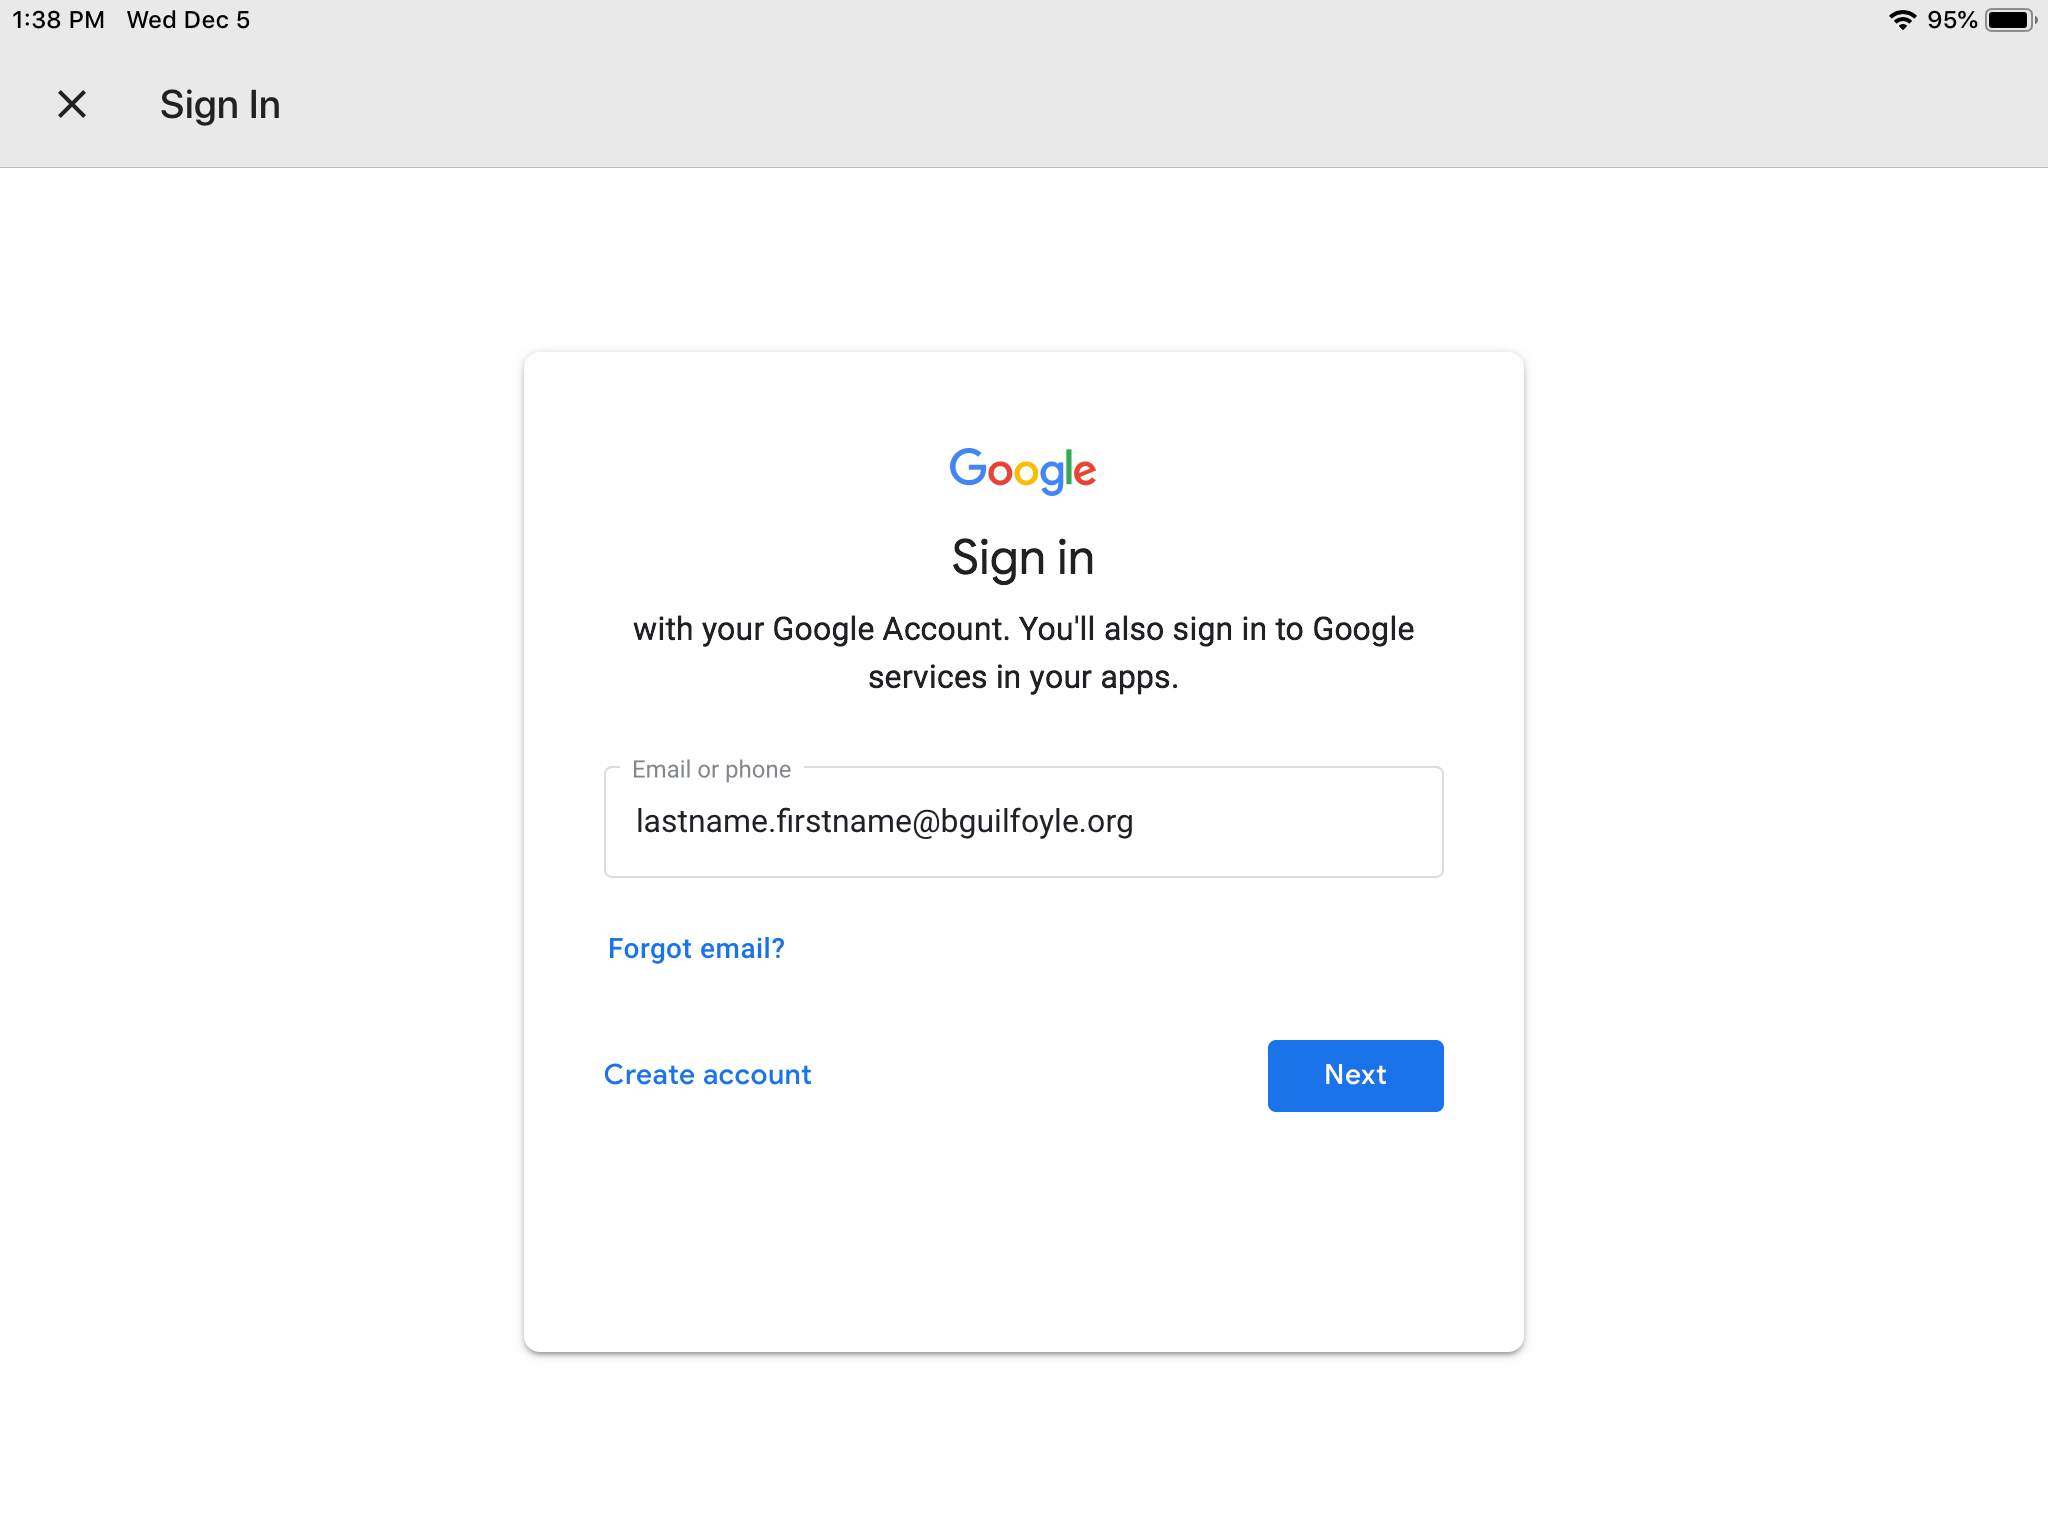 1:38 PM Wed Dec 5 95%
Sign In
Google
Sign in
with your Google Account. You'll also sign in to Google
services in your apps.
Email or phone
lastname.firstname@bguilfoyle.org
Forgot email?
Create account Next